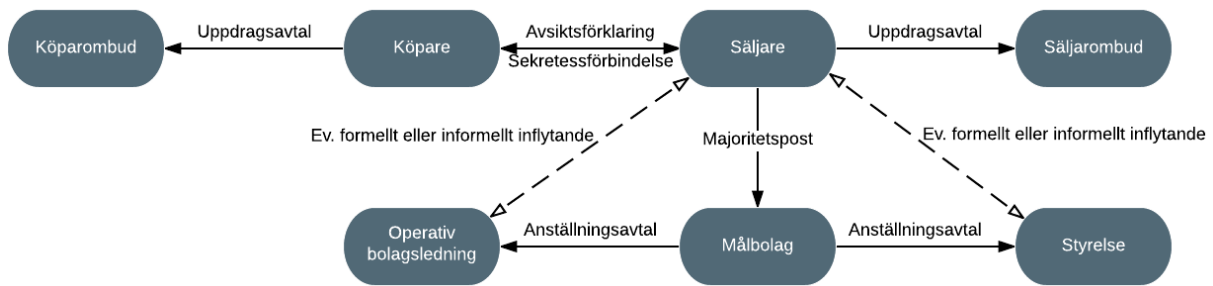 Köparombud
Uppdragsavtal
Köpare
Avsiktsförklaring
Sekretessförbindelse
Säljare
Uppdragsavtal
Säljarombud
Ev. formellt eller informellt inflytande
Majoritetspost
Ev. formellt eller informellt inflytande
Operativ
bolagsledning
Anställningsavtal
Målbolag
Anställningsavtal
Styrelse